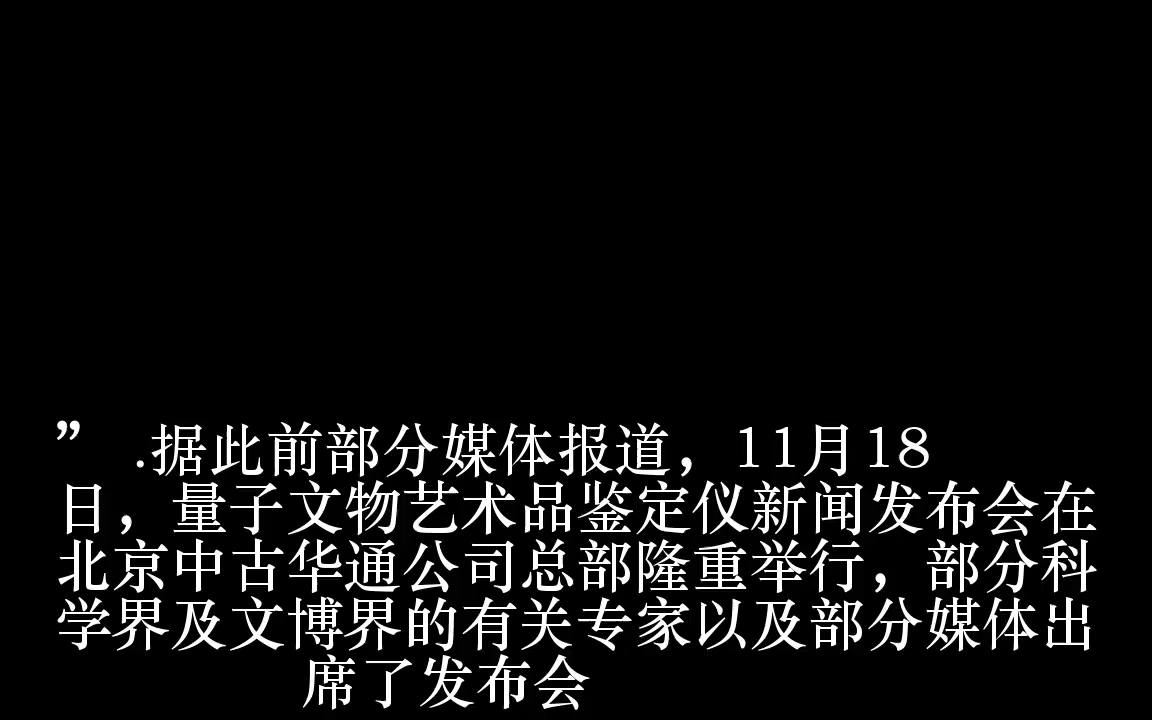 ” .据此前部分媒体报道，11月18
日，量子文物艺术品鉴定仪新闻发布会在
北京中古华通公司总部隆重举行，部分科
学界及文博界的有关专家以及部分媒体出
席了发布会